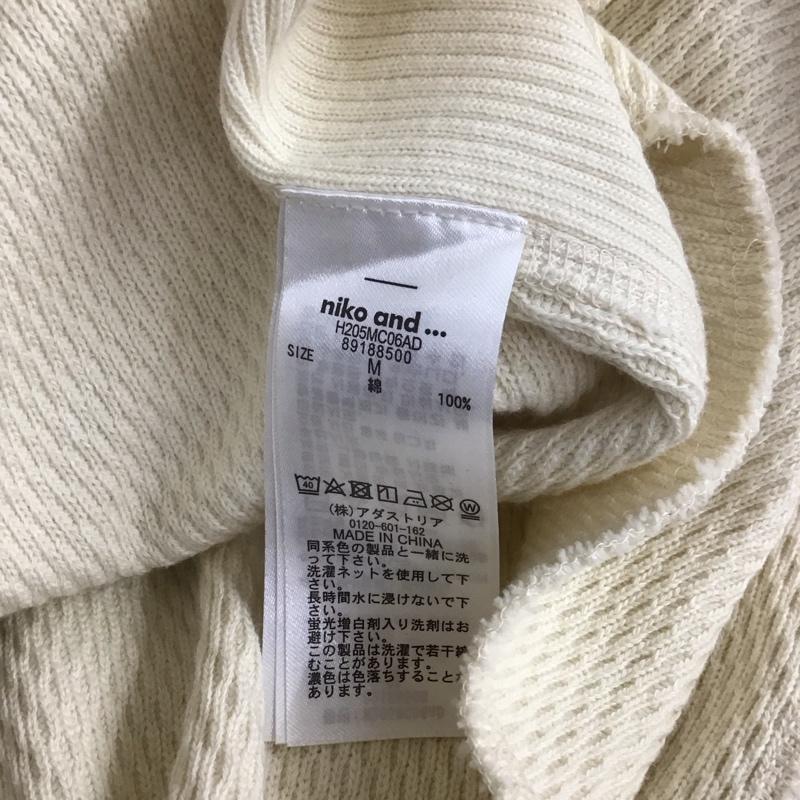 niko and ...
H205MC06AD
89188500
SIZE M
綿 100%
40 W
(株)アダストリア
0120-601-162
MADE IN CHINA
同系色の製品と一緒に洗
って下さい。
洗濯ネットを使用して下
さい。
長時間水に浸けないで下
さい。
蛍光増白剤入り洗剤はお
避け下さい。
この製品は洗濯で若干縮
むことがあります。
濃色は色落ちすることが
あります。